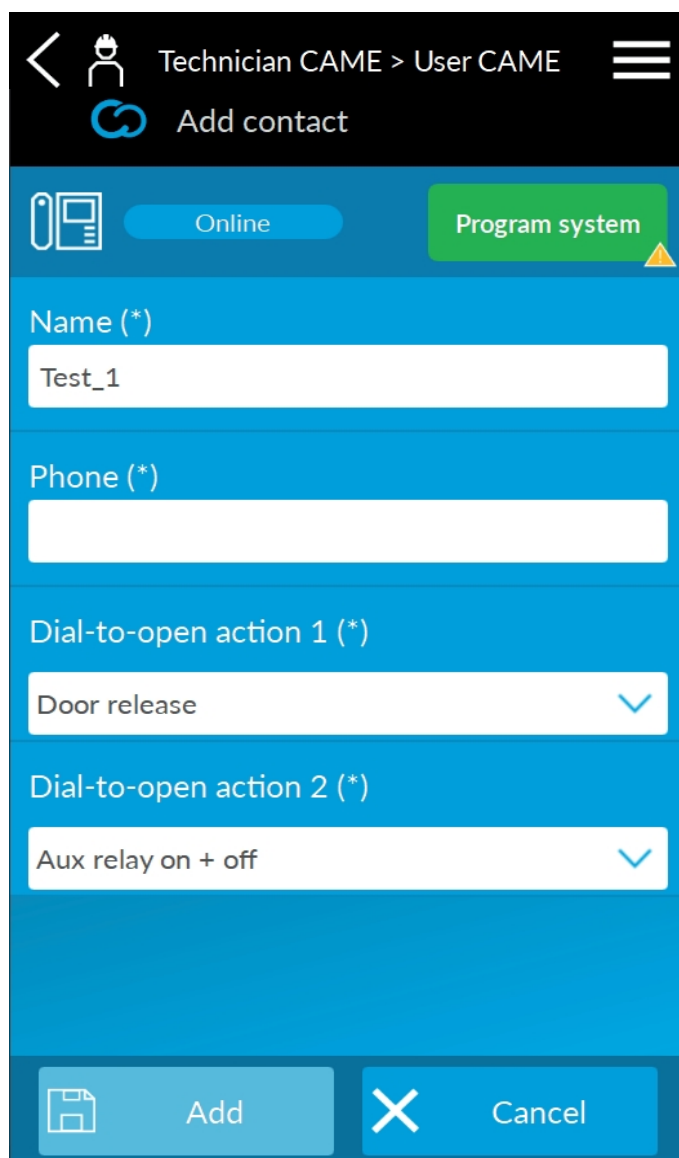 Technician CAME > User CAME
Add contact
Online
Program system
Name (*)
Test_1
Phone (*)
Dial-to-open action 1 (*)
Door release
Dial-to-open action 2 (*)
Aux relay on + off
Add
Cancel